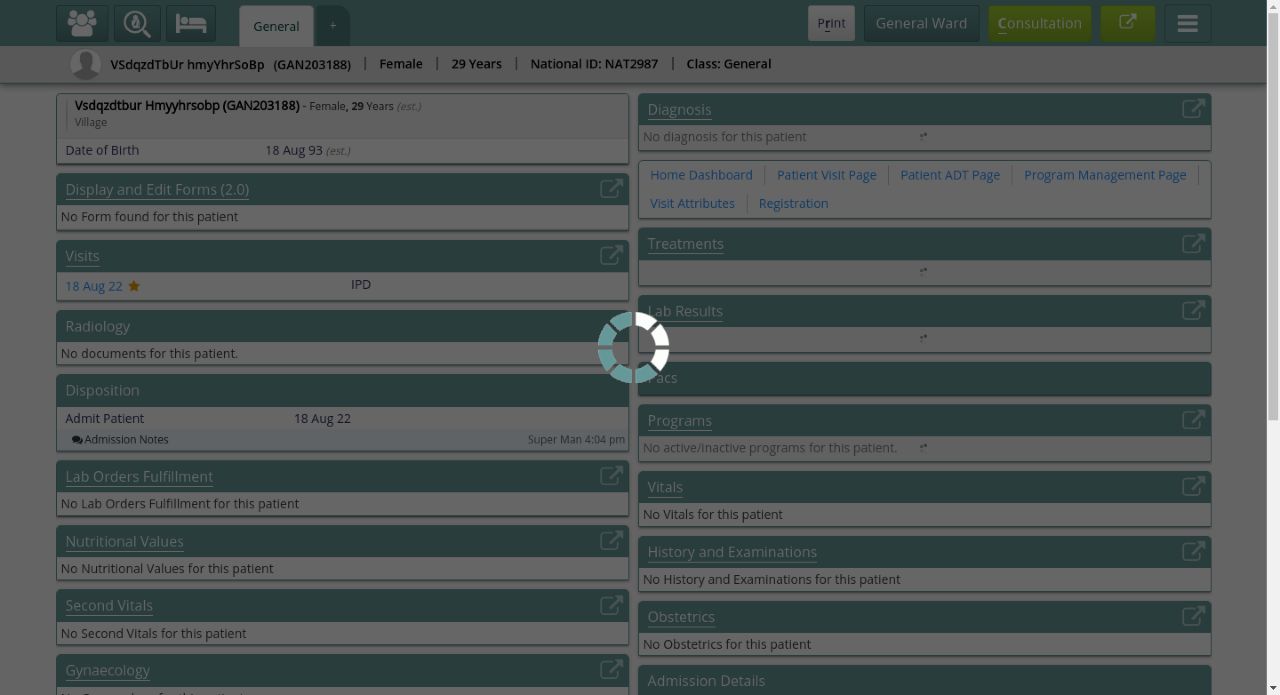 General
+
Print
General Ward
Consultation
VSdqzdTbUr hmyYhrSoBp (GAN203188) | Female | 29 Years | National ID: NAT2987 | Class: General
Vsdqzdtbur Hmyyhrsobp (GAN203188) - Female, 29 Years (est.)
Village
Date of Birth 18 Aug 93 (est.)
Display and Edit Forms (2.0)
No Form found for this patient
Visits
18 Aug 22 IPD
Radiology
No documents for this patient.
Disposition
Admit Patient 18 Aug 22
Admission Notes Super Man 4:04 pm
Lab Orders Fulfillment
No Lab Orders Fulfillment for this patient
Nutritional Values
No Nutritional Values for this patient
Second Vitals
No Second Vitals for this patient
Gynaecology
Diagnosis
No diagnosis for this patient
Home Dashboard | Patient Visit Page | Patient ADT Page | Program Management Page |
Visit Attributes | Registration
Treatments
Lab Results
Pacs
Programs
No active/inactive programs for this patient.
Vitals
No Vitals for this patient
History and Examinations
No History and Examinations for this patient
Obstetrics
No Obstetrics for this patient
Admission Details